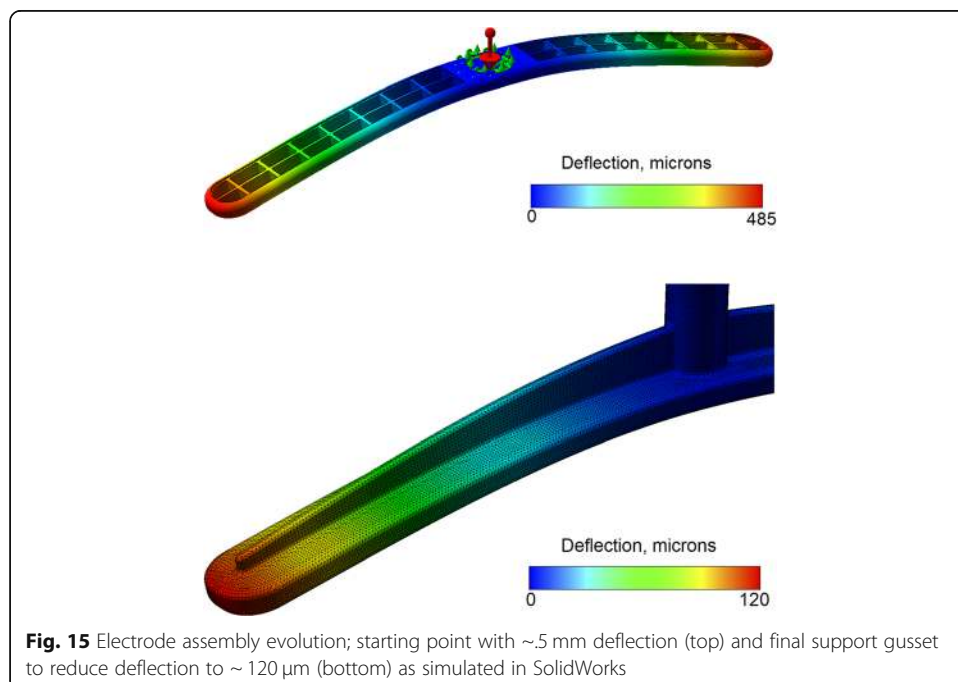 Deflection, microns
0 485
Deflection, microns
0 120
Fig. 15 Electrode assembly evolution; starting point with ~.5 mm deflection (top) and final support gusset
to reduce deflection to ~ 120 μm (bottom) as simulated in SolidWorks